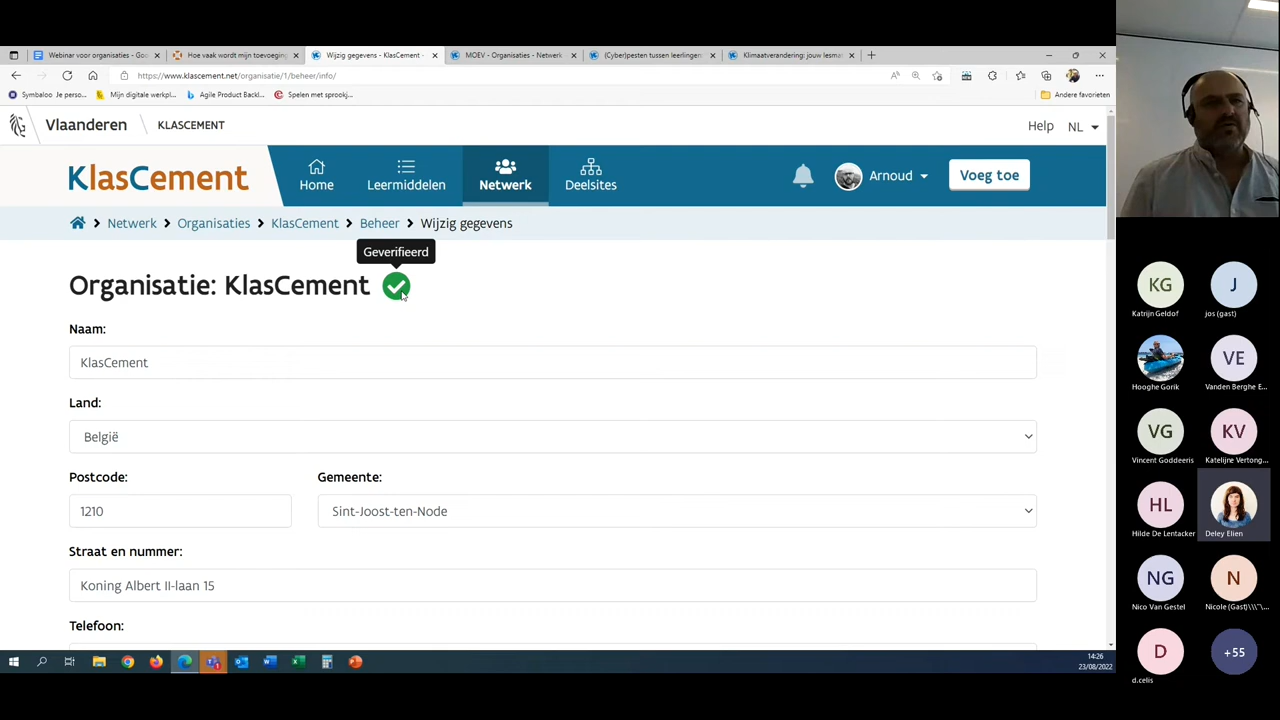 Webinar voor organisaties - Goo
Hoe vaak wordt mijn toevoeging
Wijzig gegevens - KlasCement
MOEV - Organisaties - Netwerk
(Cyber)pesten tussen leerlingen
Klimaatverandering: jouw lesma
https://www.klascement.net/organisatie/1/beheer/info/
Symbaloo Je perso...
Mijn digitale werkpl...
Agile Product Backl...
Spelen met sprookj...
Andere favorieten
Vlaanderen
KLASCEMENT
Help
NL
KlasCement
Home
Leermiddelen
Netwerk
Deelsites
Arnoud
Voeg toe
Netwerk
Organisaties
KlasCement
Beheer
Wijzig gegevens
Geverifieerd
Organisatie: KlasCement
Naam:
KlasCement
Land:
België
Postcode:
Gemeente:
1210
Sint-Joost-ten-Node
Straat en nummer:
Koning Albert II-laan 15
Telefoon:
14:26
23/08/2022
KG
J
Katrijn Geldof
jos (gast)
VE
Hooghe Gorik
Vanden Berghe E...
VG
KV
Vincent Goddeeris
Katelijne Vertong...
HL
Hilde De Lentacker
Deley Elien
NG
N
Nico Van Gestel
Nicole (Gast)
D
+55
d.celis